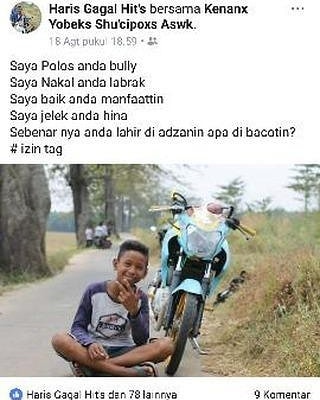 Haris Gagal Hit's bersama Kenanx
Yobeks Shu'cipoxs Aswk.
18 Agt pukul 18.59 •
Saya Polos anda bully
Saya Nakal anda labrak
Saya baik anda manfaattin
Saya jelek anda hina
Sebenar nya anda lahir di adzanin apa di bacotin?
# izin tag
Haris Gagal Hit's dan 78 lainnya
9 Komentar